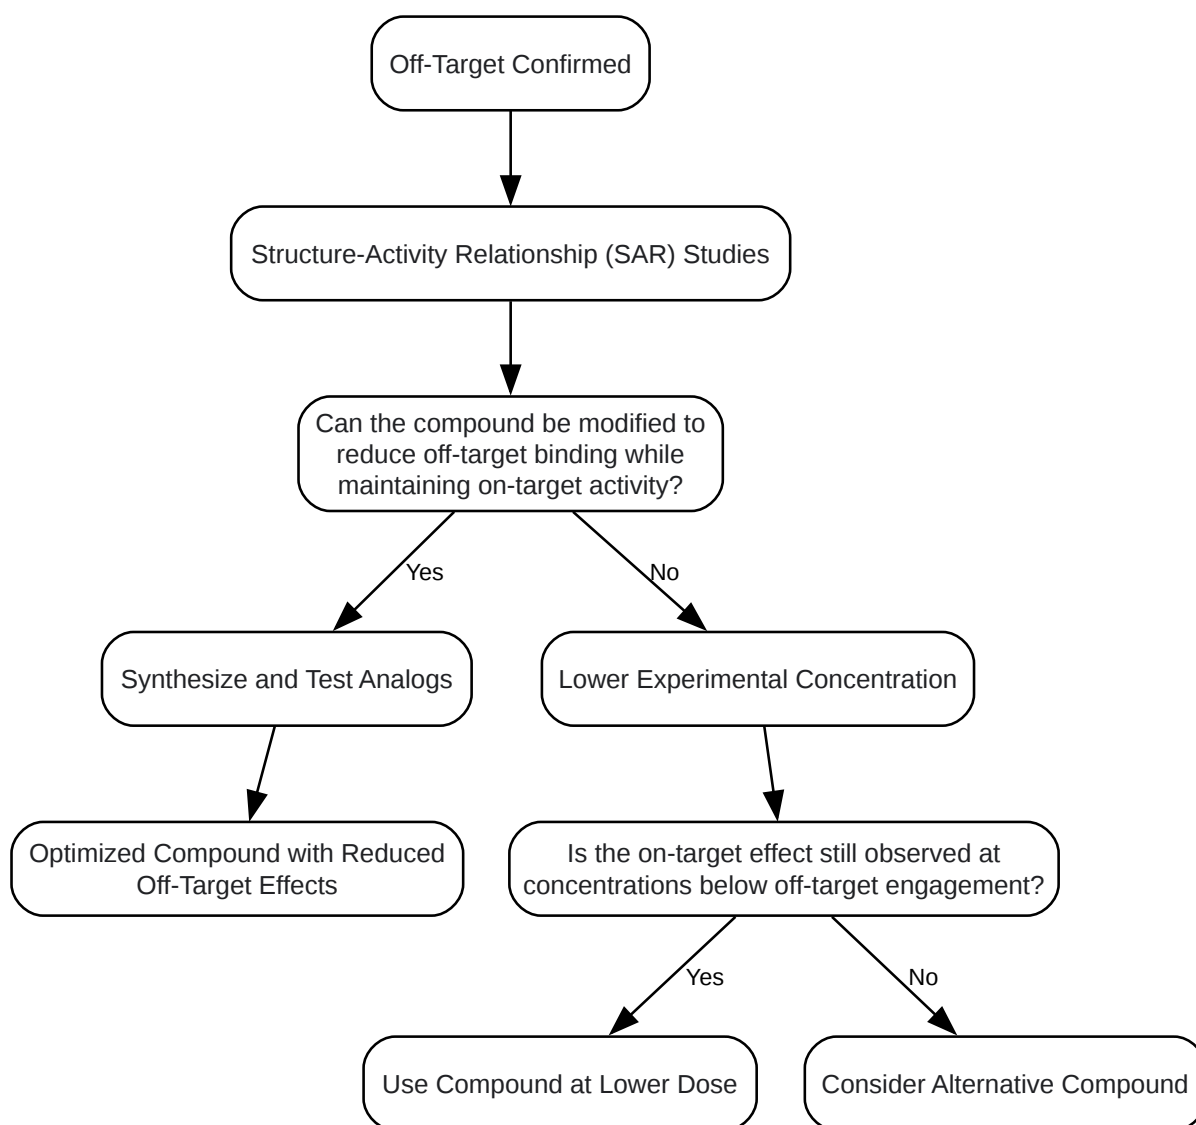 Off-Target Confirmed
Structure-Activity Relationship (SAR) Studies
Can the compound be modified to
reduce off-target binding while
maintaining on-target activity?
Yes
No
Synthesize and Test Analogs
Lower Experimental Concentration
Optimized Compound with Reduced
Off-Target Effects
Is the on-target effect still observed at
concentrations below off-target engagement?
Yes
No
Use Compound at Lower Dose
Consider Alternative Compound